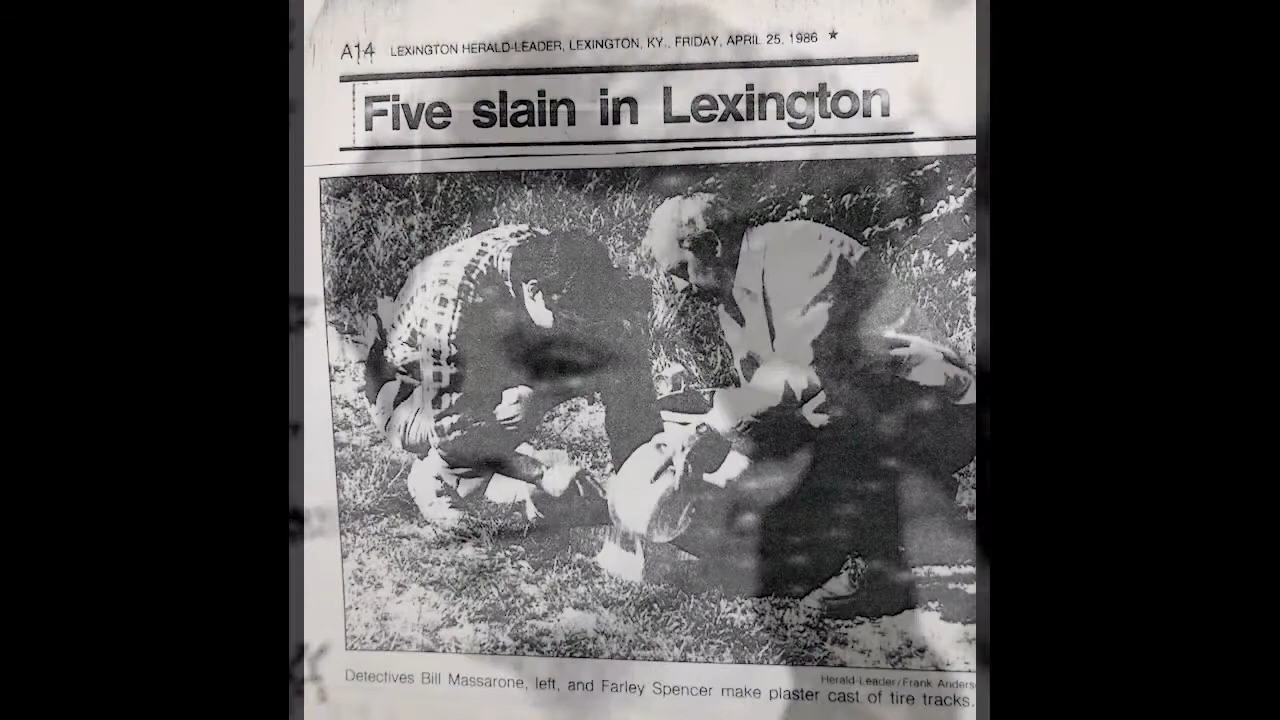 A14 LEXINGTON HERALD-LEADER, LEXINGTON, KY., FRIDAY, APRIL 25, 1986 ★
Five slain in Lexington
Herald-Leader/Frank Anders
Detectives Bill Massarone, left, and Farley Spencer make plaster cast of tire tracks.